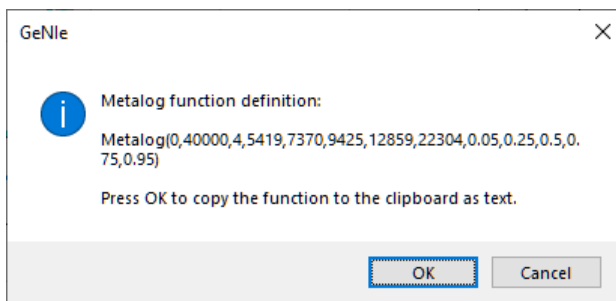 GeNIe
Metalog function definition:
Metalog(0,40000,4,5419,7370,9425,12859,22304,0.05,0.25,0.5,0.
75,0.95)
Press OK to copy the function to the clipboard as text.
OK
Cancel